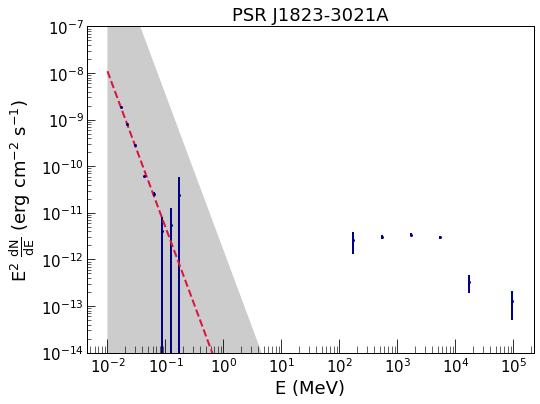 PSR J1823-3021A
E² dN/dE (erg cm⁻² s⁻¹)
10⁻⁷
10⁻⁸
10⁻⁹
10⁻¹⁰
10⁻¹¹
10⁻¹²
10⁻¹³
10⁻¹⁴
10⁻² 10⁻¹ 10⁰ 10¹ 10² 10³ 10⁴ 10⁵
E (MeV)